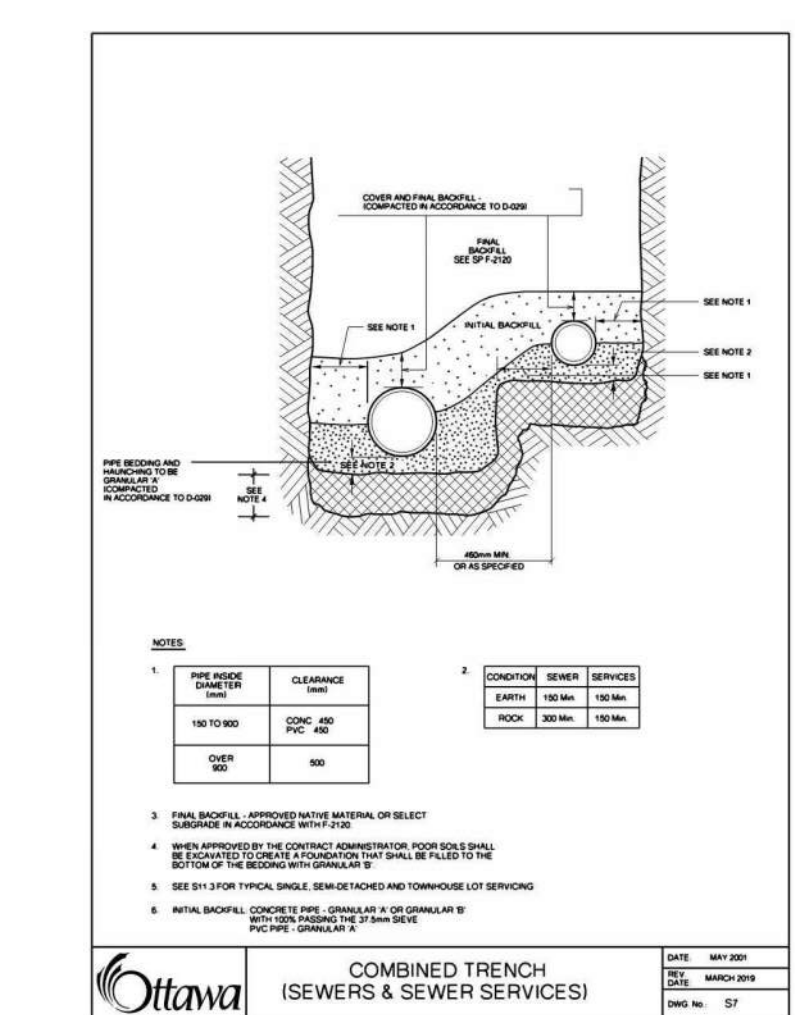 COVER AND FINAL BACKFILL -
(COMPACTED IN ACCORDANCE TO D-029)
FINAL
BACKFILL
SEE SP F-2120
SEE NOTE 1
SEE NOTE 1
INITIAL BACKFILL
SEE NOTE 2
SEE NOTE 1
PIPE BEDDING AND
HAUNCHING TO BE
GRANULAR 'A'
(COMPACTED
IN ACCORDANCE TO D-029)
SEE NOTE 2
SEE
NOTE 4
460mm MIN.
OR AS SPECIFIED
NOTES
1.
PIPE INSIDE
DIAMETER
(mm)
CLEARANCE
(mm)
150 TO 900
CONC 450
PVC 450
OVER
900
500
2.
CONDITION SEWER SERVICES
EARTH 150 Min. 150 Min.
ROCK 300 Min. 150 Min.
3 FINAL BACKFILL - APPROVED NATIVE MATERIAL OR SELECT
SUBGRADE IN ACCORDANCE WITH F-2120.
4 WHEN APPROVED BY THE CONTRACT ADMINISTRATOR, POOR SOILS SHALL
BE EXCAVATED TO CREATE A FOUNDATION THAT SHALL BE FILLED TO THE
BOTTOM OF THE BEDDING WITH GRANULAR 'B'.
5 SEE S11.3 FOR TYPICAL SINGLE, SEMI-DETACHED AND TOWNHOUSE LOT SERVICING
6 INITIAL BACKFILL: CONCRETE PIPE - GRANULAR 'A' OR GRANULAR 'B'
WITH 100% PASSING THE 37.5mm SIEVE
PVC PIPE - GRANULAR 'A'
Ottawa
COMBINED TRENCH
(SEWERS & SEWER SERVICES)
DATE: MAY 2001
REV.
DATE MARCH 2019
DWG. No.: S7